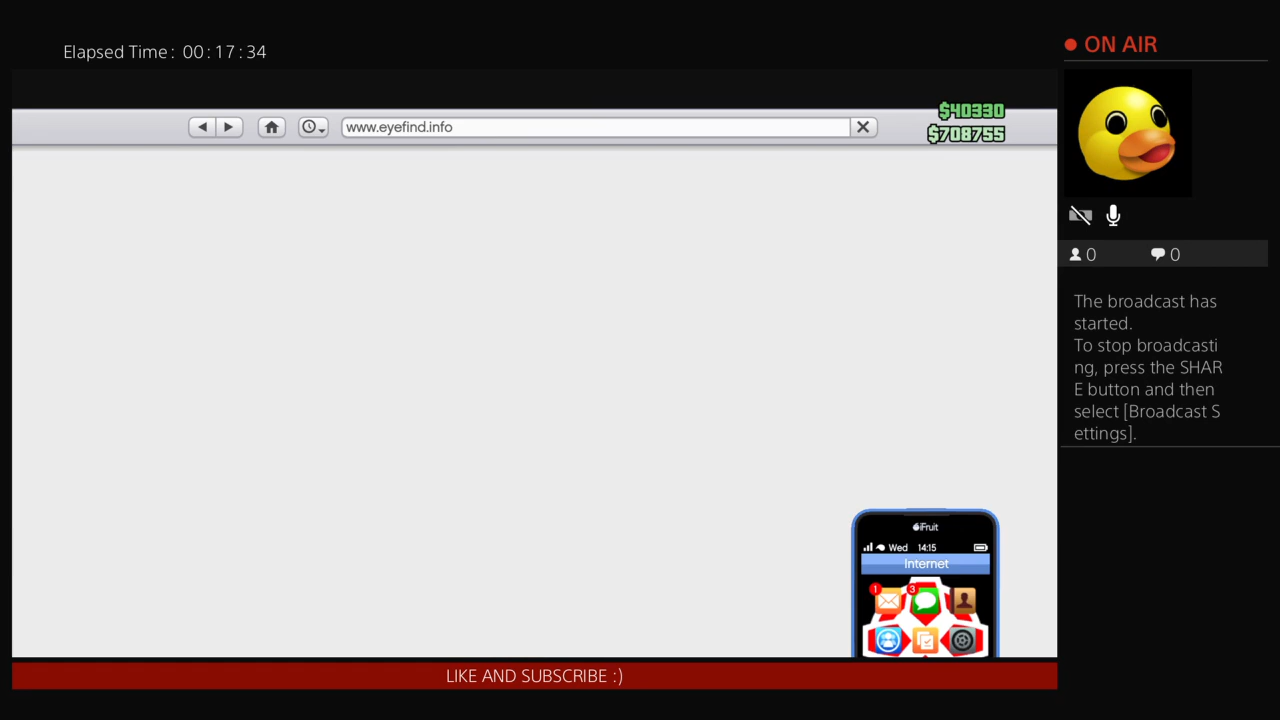 Elapsed Time: 00:17:34
ON AIR
www.eyefind.info
$40330
$708755
0 0
The broadcast has
started.
To stop broadcasti
ng, press the SHAR
E button and then
select [Broadcast S
ettings].
iFruit
Wed 14:15
Internet
1 3
LIKE AND SUBSCRIBE :)